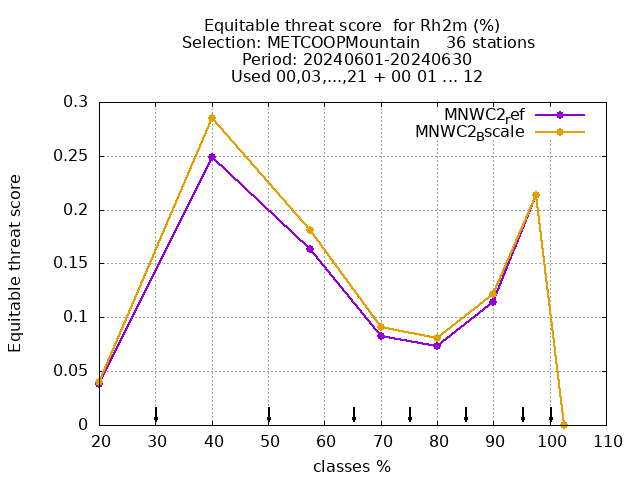 Equitable threat score  for Rh2m (%)
Selection: METCOOPMountain     36 stations
Period: 20240601-20240630
Used 00,03,...,21 + 00 01 ... 12
MNWC2ref
MNWC2Bscale
0.3
0.25
0.2
0.15
0.1
0.05
0
Equitable threat score
20 30 40 50 60 70 80 90 100 110
classes %